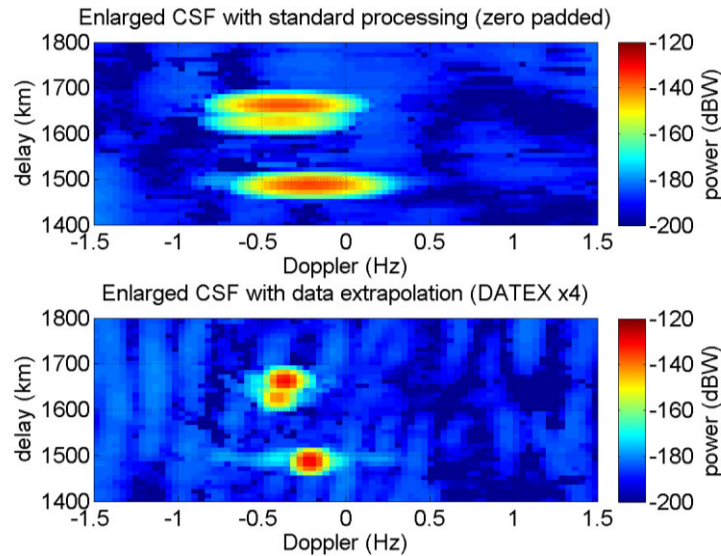 Enlarged CSF with standard processing (zero padded)
1800
1700
1600
1500
1400
delay (km)
-1.5 -1 -0.5 0 0.5 1 1.5
Doppler (Hz)
-120
-140
-160
-180
-200
power (dBW)
Enlarged CSF with data extrapolation (DATEX x4)
1800
1700
1600
1500
1400
delay (km)
-1.5 -1 -0.5 0 0.5 1 1.5
Doppler (Hz)
-120
-140
-160
-180
-200
power (dBW)